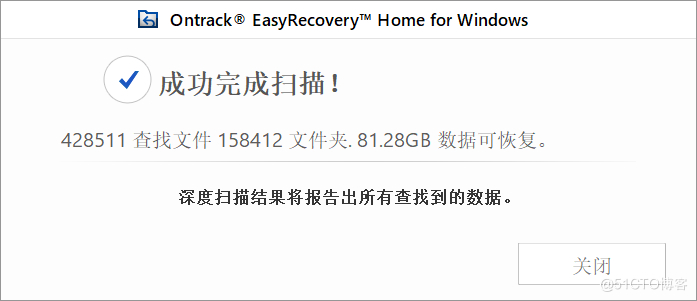 Ontrack® EasyRecovery™ Home for Windows
成功完成扫描！
428511 查找文件 158412 文件夹. 81.28GB 数据可恢复。
深度扫描结果将报告出所有查找到的数据。
关闭
@51CTO博客